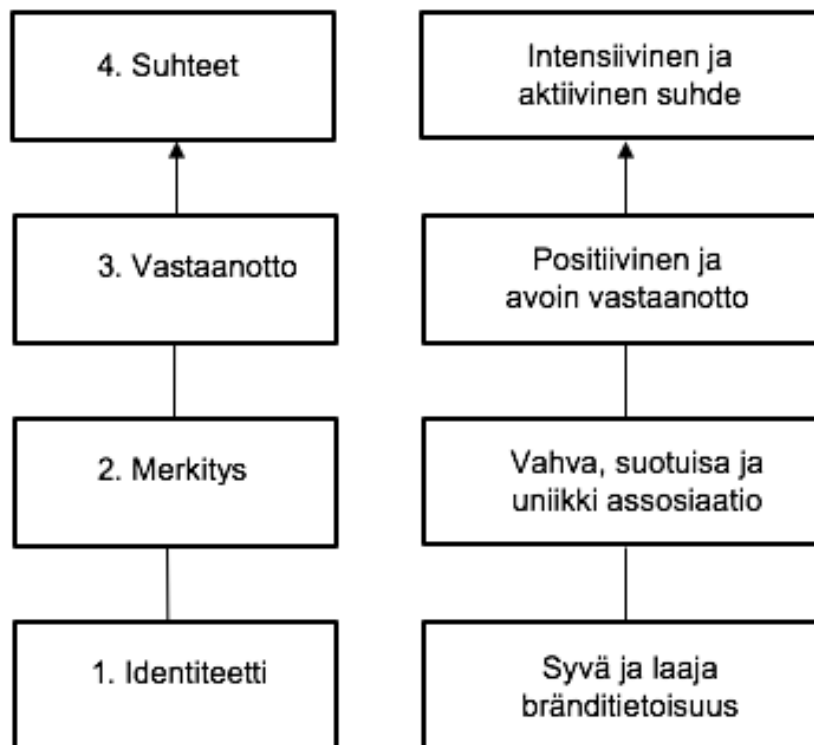 4. Suhteet
Intensiivinen ja
aktiivinen suhde
3. Vastaanotto
Positiivinen ja
avoin vastaanotto
2. Merkitys
Vahva, suotuisa ja
uniikki assosiaatio
1. Identiteetti
Syvä ja laaja
bränditietoisuus